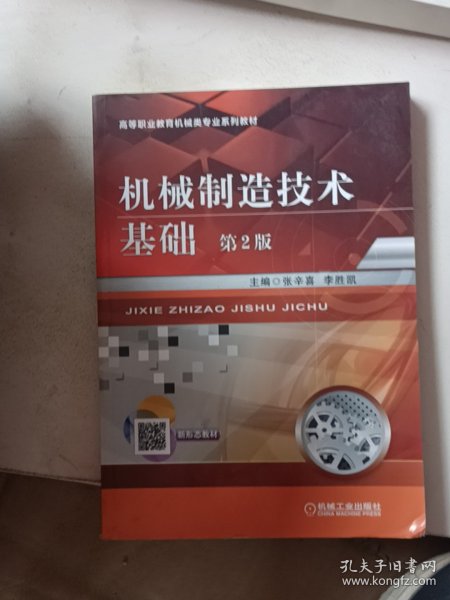 高等职业教育机械类专业系列教材
机械制造技术
基础 第2版
主编◎张辛喜 李胜凯
JIXIE ZHIZAO JISHU JICHU
新形态教材
机械工业出版社
CHINA MACHINE PRESS
孔夫子旧书网
www.kongfz.com